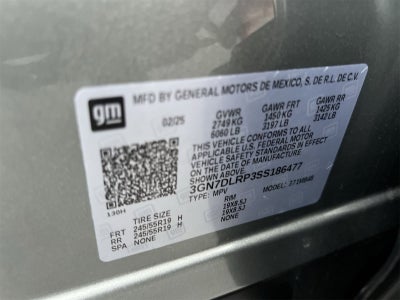 gm
MFD BY GENERAL MOTORS DE MEXICO, S. DE R.L. DE C.V.
02/25 GVWR GAWR FRT GAWR RR
2749 KG 1450 KG 1425 KG
6060 LB 3197 LB 3142 LB
THIS VEHICLE CONFORMS TO ALL
APPLICABLE U.S. FEDERAL MOTOR
VEHICLE SAFETY STANDARDS IN EFFECT
ON THE DATE OF MANUFACTURE
SHOWN ABOVE.
3GN7DLRP3SS186477
TYPE: MPV MODEL:
TIRE SIZE RIM
FRT 245/55R19 H 19X8.5J
RR 245/55R19 H 19X8.5J
SPA NONE NONE